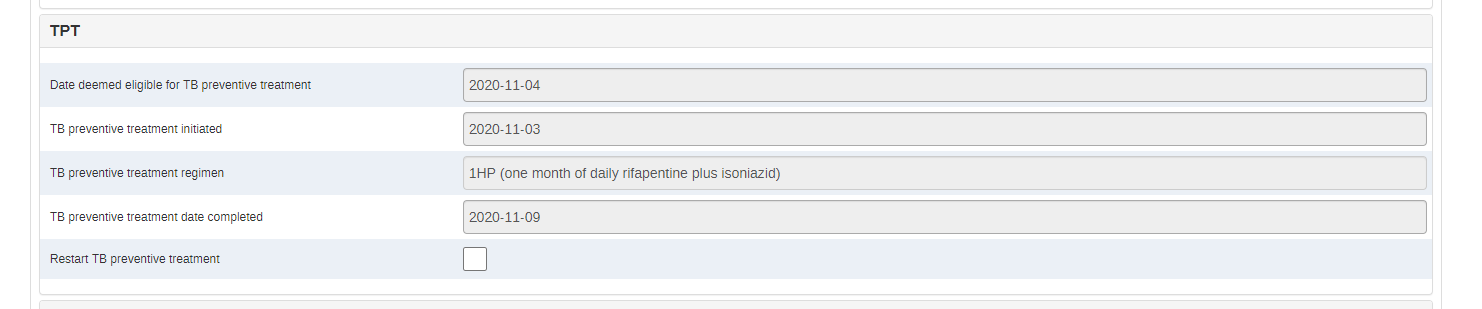 TPT
Date deemed eligible for TB preventive treatment 2020-11-04
TB preventive treatment initiated 2020-11-03
TB preventive treatment regimen 1HP (one month of daily rifapentine plus isoniazid)
TB preventive treatment date completed 2020-11-09
Restart TB preventive treatment